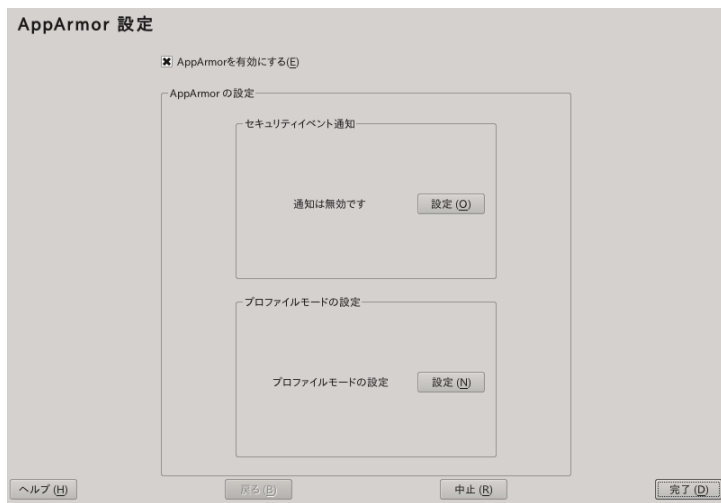 AppArmor 設定
AppArmorを有効にする(E)
AppArmor の設定
セキュリティイベント通知
通知は無効です
設定 (O)
プロファイルモードの設定
プロファイルモードの設定
設定 (N)
ヘルプ (H)
戻る (B)
中止 (R)
完了 (D)